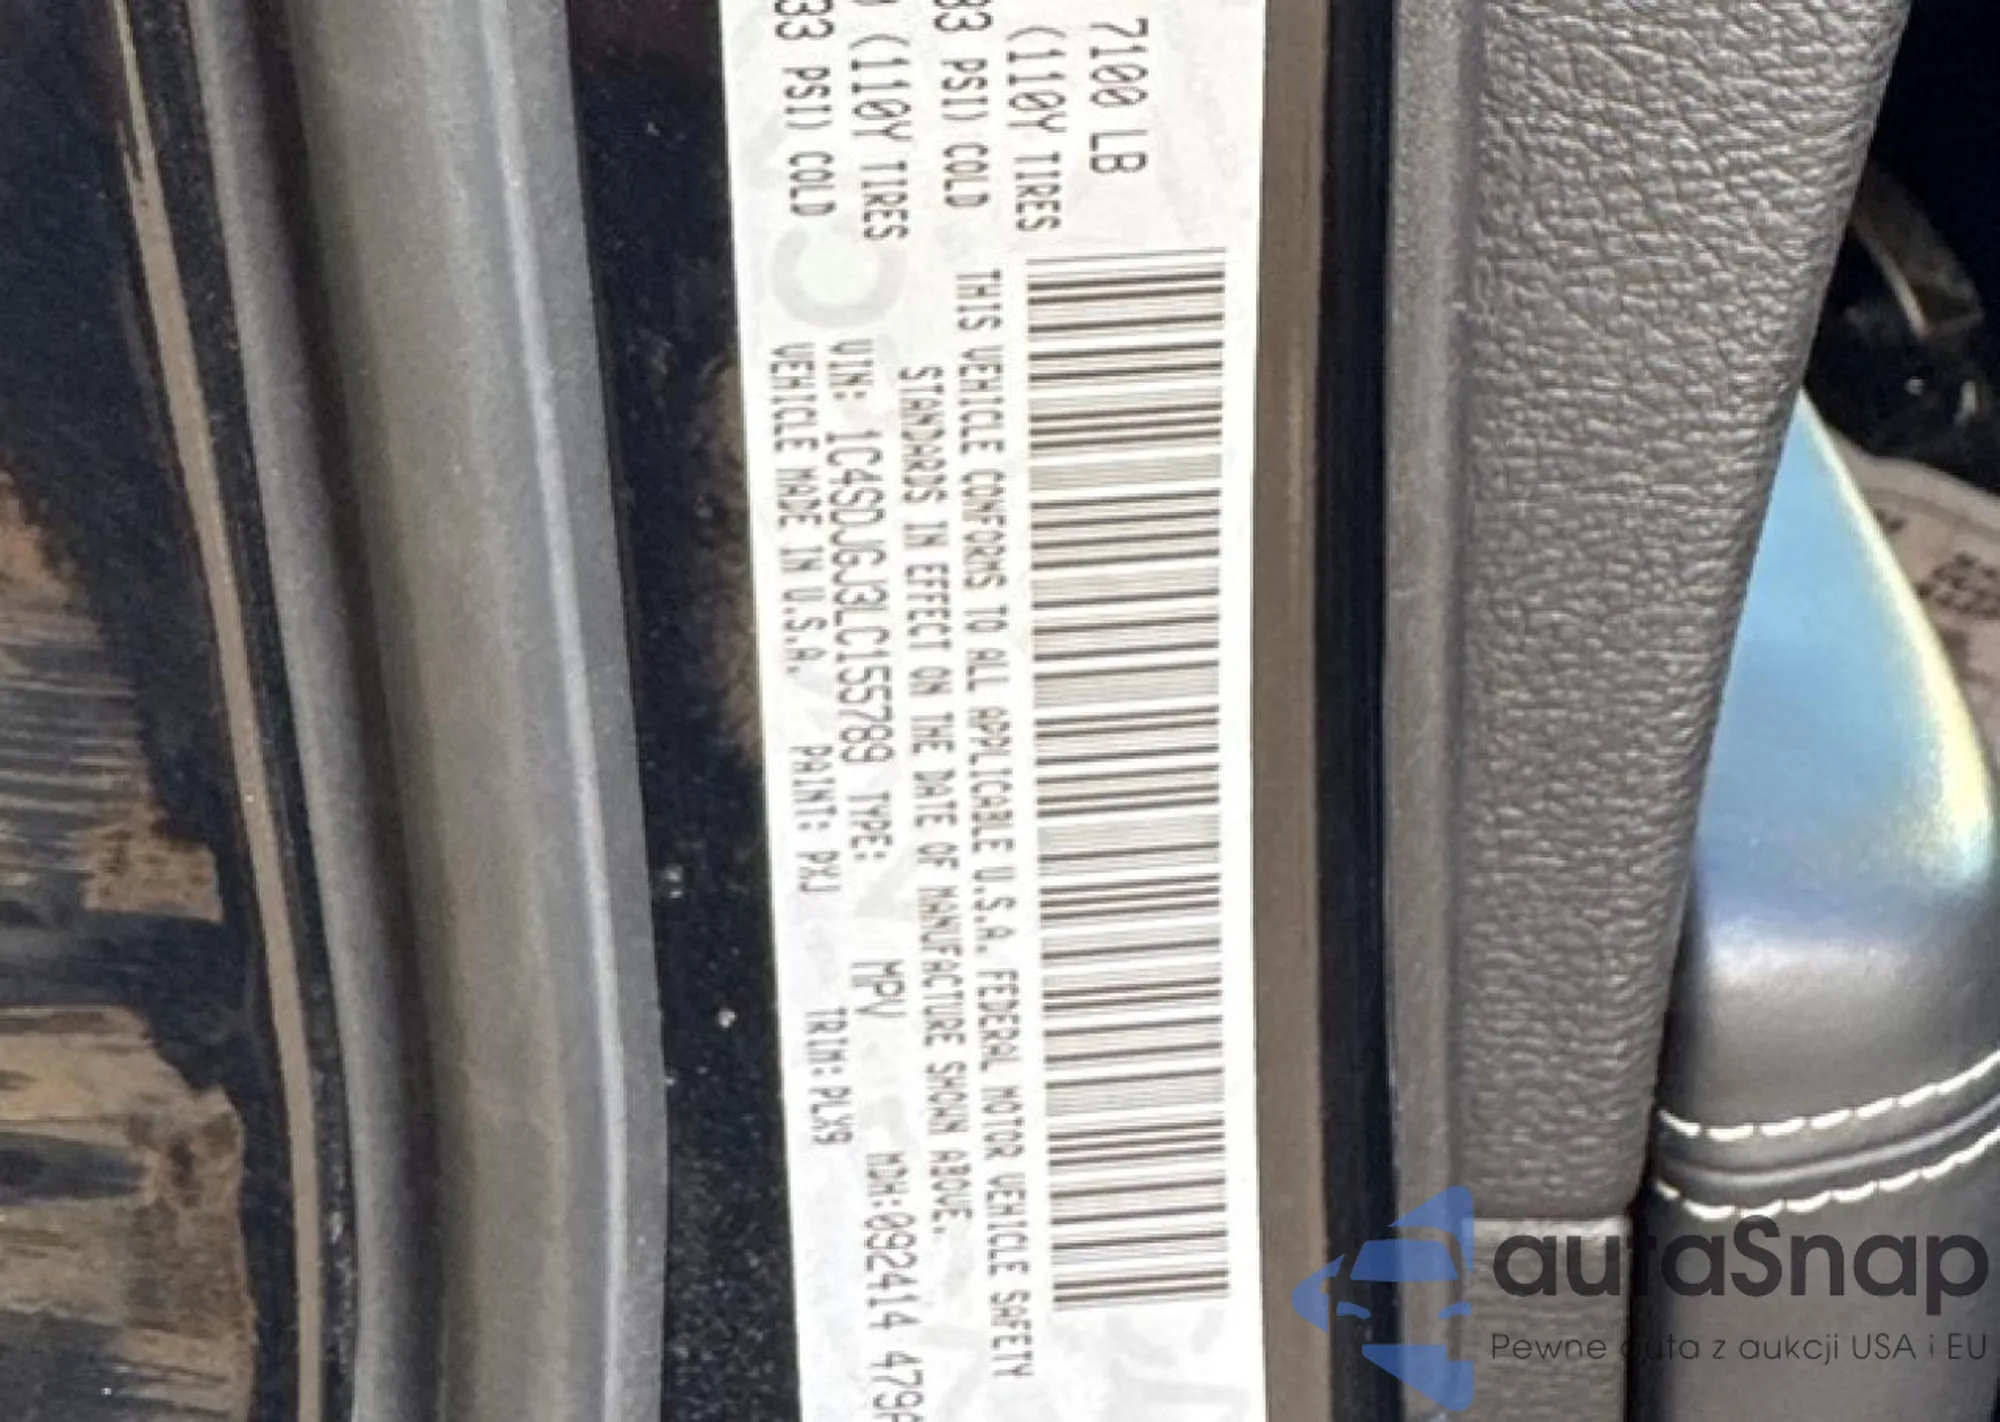 7100 LB
(110Y TIRES
33 PSI) COLD
(110Y TIRES
33 PSI) COLD
THIS VEHICLE CONFORMS TO ALL APPLICABLE U.S.A. FEDERAL MOTOR VEHICLE SAFETY
STANDARDS IN EFFECT ON THE DATE OF MANUFACTURE SHOWN ABOVE.
VIN: 1C4SDJGJ3LC155789 TYPE: MPV MDH:092414
VEHICLE MADE IN U.S.A. PAINT: PXJ TRIM:PLX9
autaSnap
Pewne auta z aukcji USA i EU